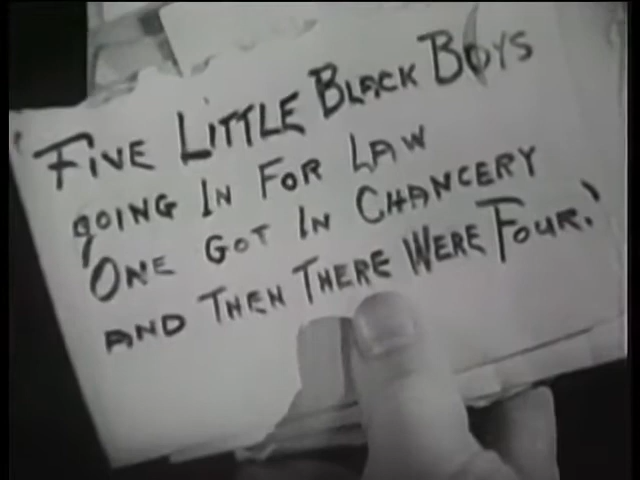 'FIVE LITTLE BLACK BOYS
GOING IN FOR LAW
ONE GOT IN CHANCERY
AND THEN THERE WERE FOUR.'